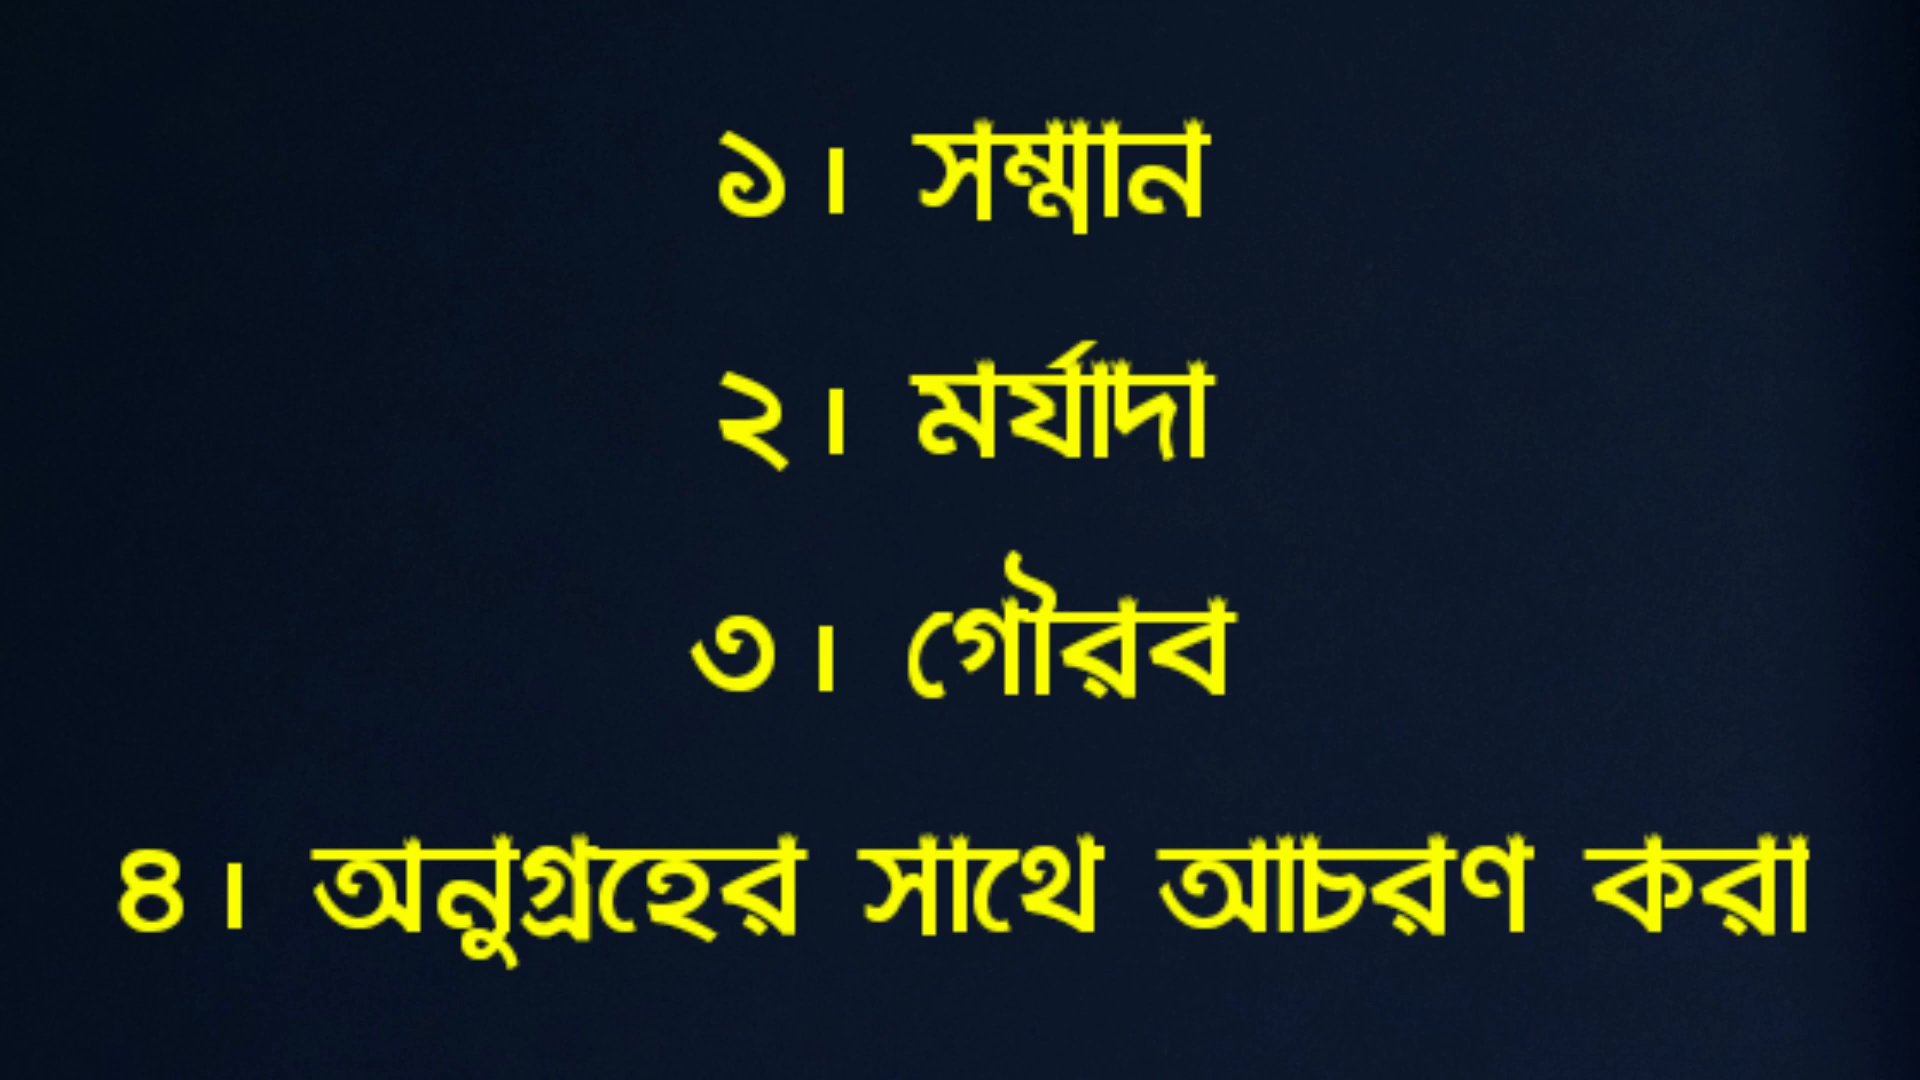 ১। সম্মান
২। মর্যাদা
৩। গৌরব
৪। অনুগ্রহের সাথে আচরণ করা